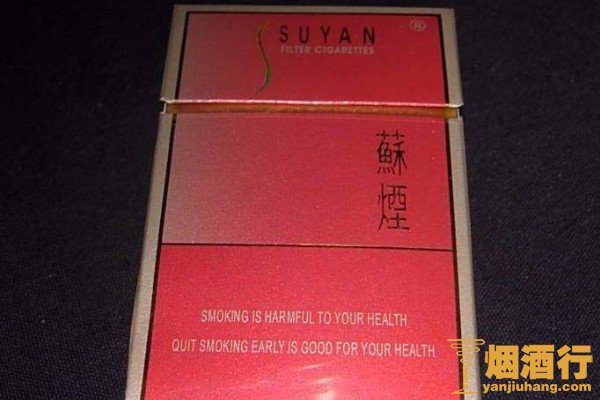 SUYAN
®
FILTER CIGARETTES
蘇煙
SMOKING IS HARMFUL TO YOUR HEALTH
QUIT SMOKING EARLY IS GOOD FOR YOUR HEALTH
烟酒行
yanjiuhang.com